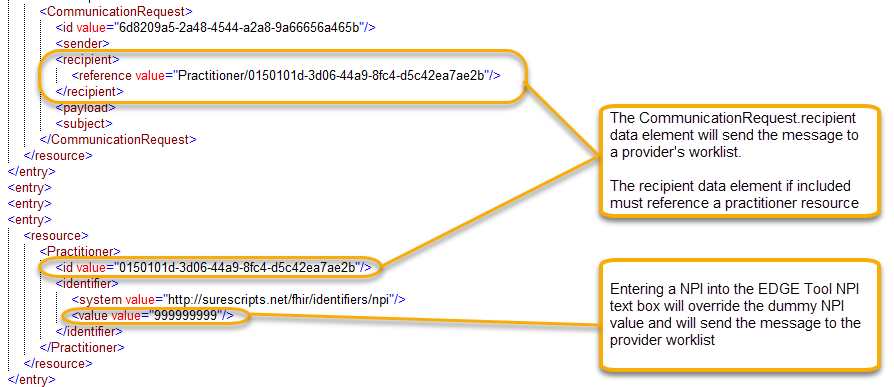 <CommunicationRequest>
<id value="6d8209a5-2a48-4544-a2a8-9a66656a465b"/>
<sender>
<recipient>
<reference value="Practitioner/0150101d-3d06-44a9-8fc4-d5c42ea7ae2b"/>
</recipient>
<payload>
<subject>
</CommunicationRequest>
</resource>
</entry>
<entry>
<entry>
<entry>
<resource>
<Practitioner>
<id value="0150101d-3d06-44a9-8fc4-d5c42ea7ae2b"/>
<identifier>
<system value="http://surescripts.net/fhir/identifiers/npi"/>
<value value="999999999"/>
</identifier>
</Practitioner>
</resource>
</entry>
The CommunicationRequest.recipient
data element will send the message to
a provider's worklist.
The recipient data element if included
must reference a practitioner resource
Entering a NPI into the EDGE Tool NPI
text box will override the dummy NPI
value and will send the message to the
provider worklist